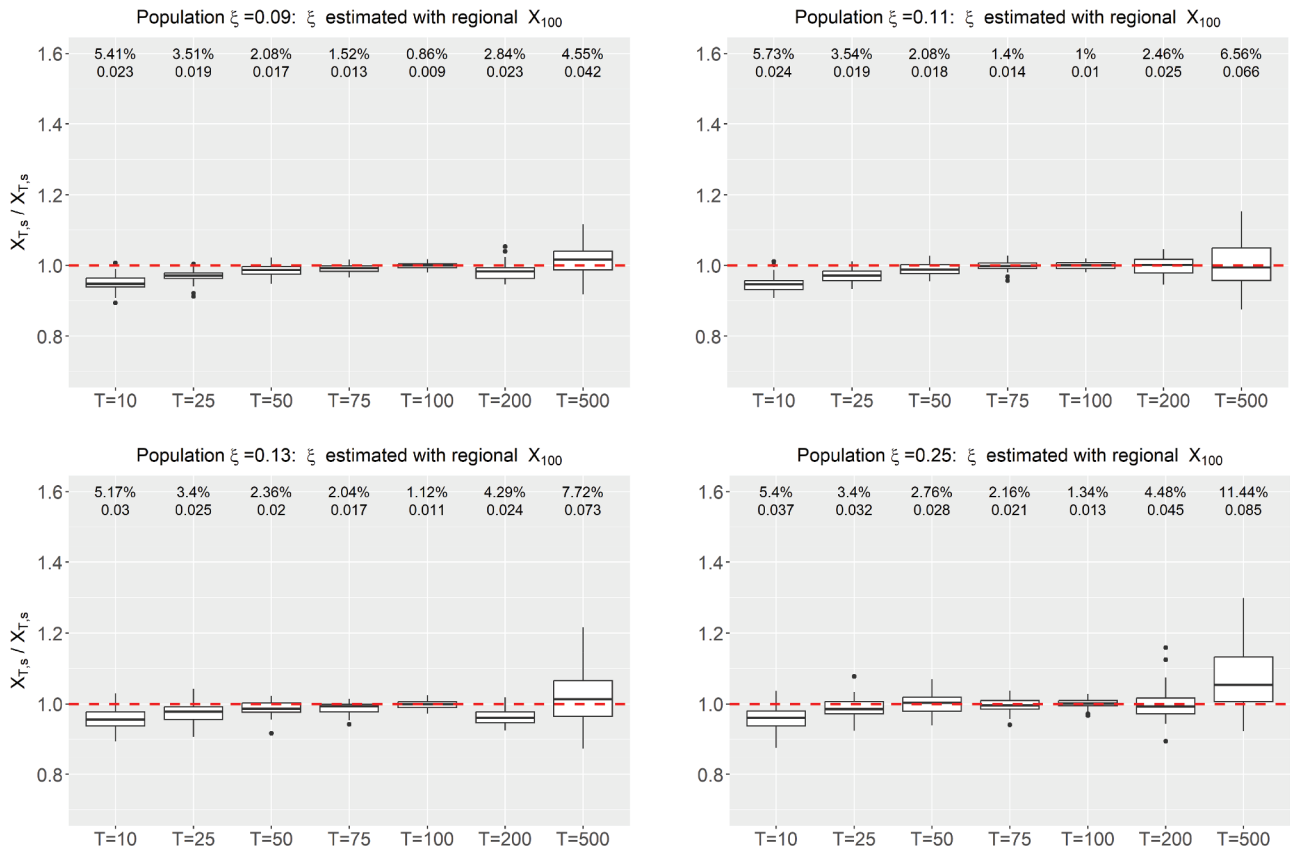 Population ξ =0.09: ξ estimated with regional X100
5.41% 3.51% 2.08% 1.52% 0.86% 2.84% 4.55%
0.023 0.019 0.017 0.013 0.009 0.023 0.042
1.6
1.4
1.2
1.0
0.8
XT,s / XT,s
T=10 T=25 T=50 T=75 T=100 T=200 T=500
Population ξ =0.11: ξ estimated with regional X100
5.73% 3.54% 2.08% 1.4% 1% 2.46% 6.56%
0.024 0.019 0.018 0.014 0.01 0.025 0.066
1.6
1.4
1.2
1.0
0.8
T=10 T=25 T=50 T=75 T=100 T=200 T=500
Population ξ =0.13: ξ estimated with regional X100
5.17% 3.4% 2.36% 2.04% 1.12% 4.29% 7.72%
0.03 0.025 0.02 0.017 0.011 0.024 0.073
1.6
1.4
1.2
1.0
0.8
XT,s / XT,s
T=10 T=25 T=50 T=75 T=100 T=200 T=500
Population ξ =0.25: ξ estimated with regional X100
5.4% 3.4% 2.76% 2.16% 1.34% 4.48% 11.44%
0.037 0.032 0.028 0.021 0.013 0.045 0.085
1.6
1.4
1.2
1.0
0.8
T=10 T=25 T=50 T=75 T=100 T=200 T=500